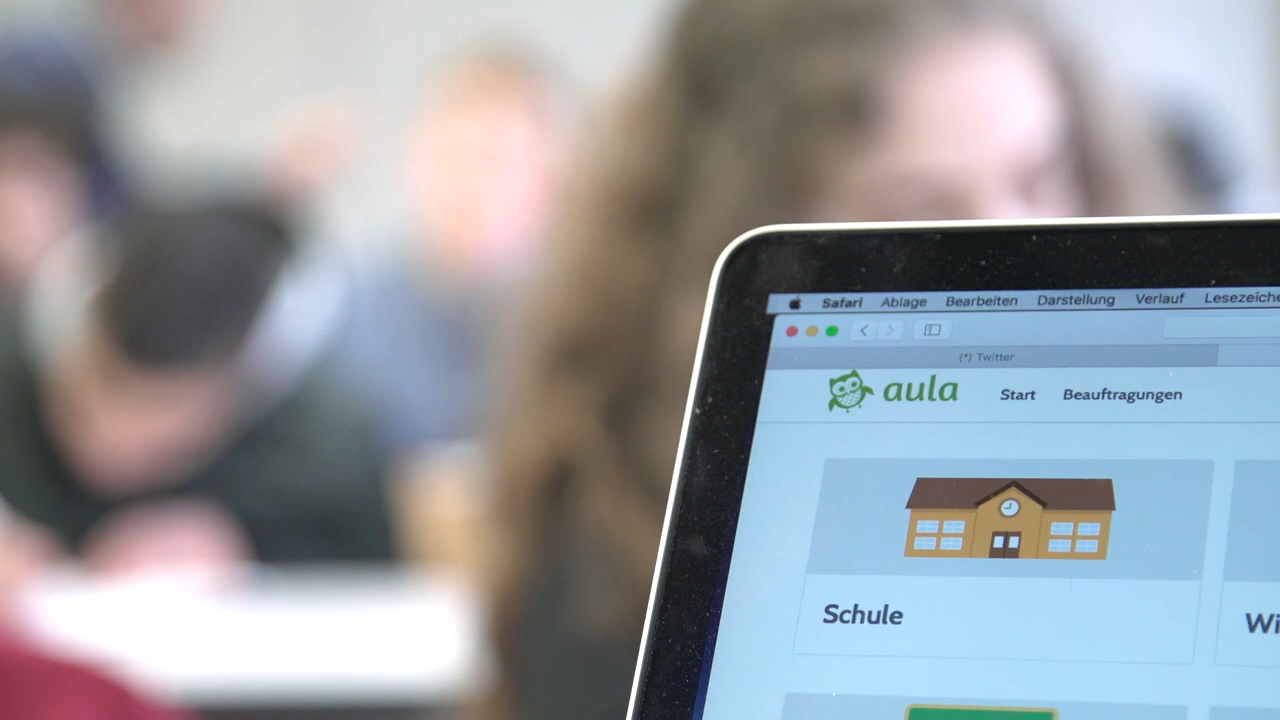 Safari Ablage Bearbeiten Darstellung Verlauf
(*) Twitter
aula Start Beauftragungen
Schule